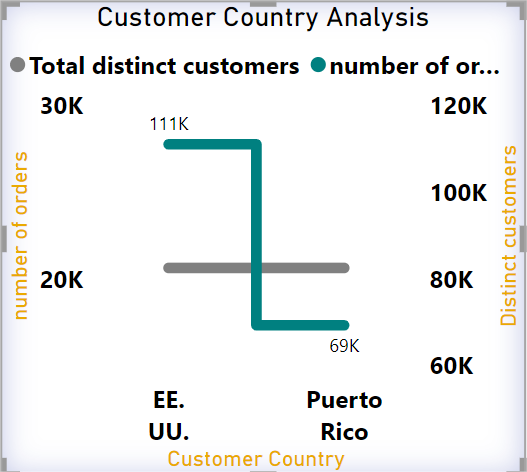 Customer Country Analysis
Total distinct customers number of or...
30K 120K
111K
100K
20K 80K
69K
60K
number of orders
Distinct customers
EE. Puerto
UU. Rico
Customer Country